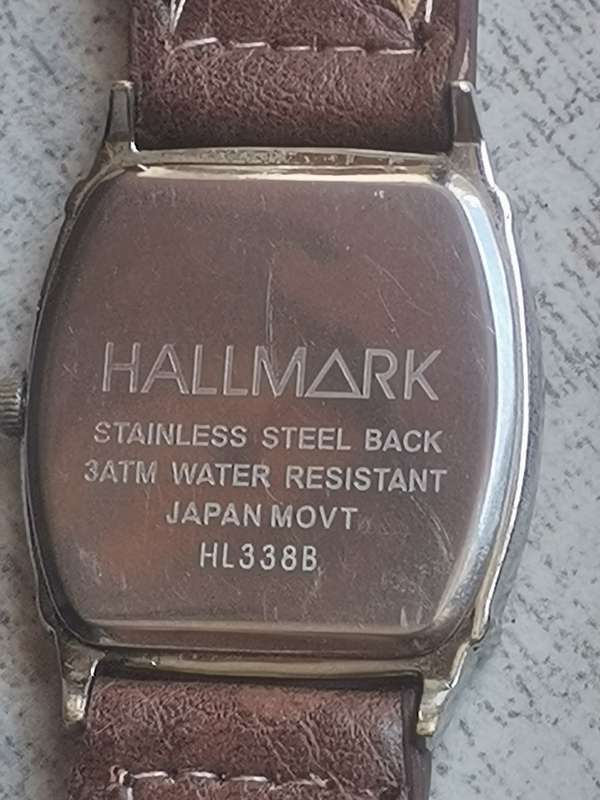 HALLMARK
STAINLESS STEEL BACK
3ATM WATER RESISTANT
JAPAN MOVT
HL338B